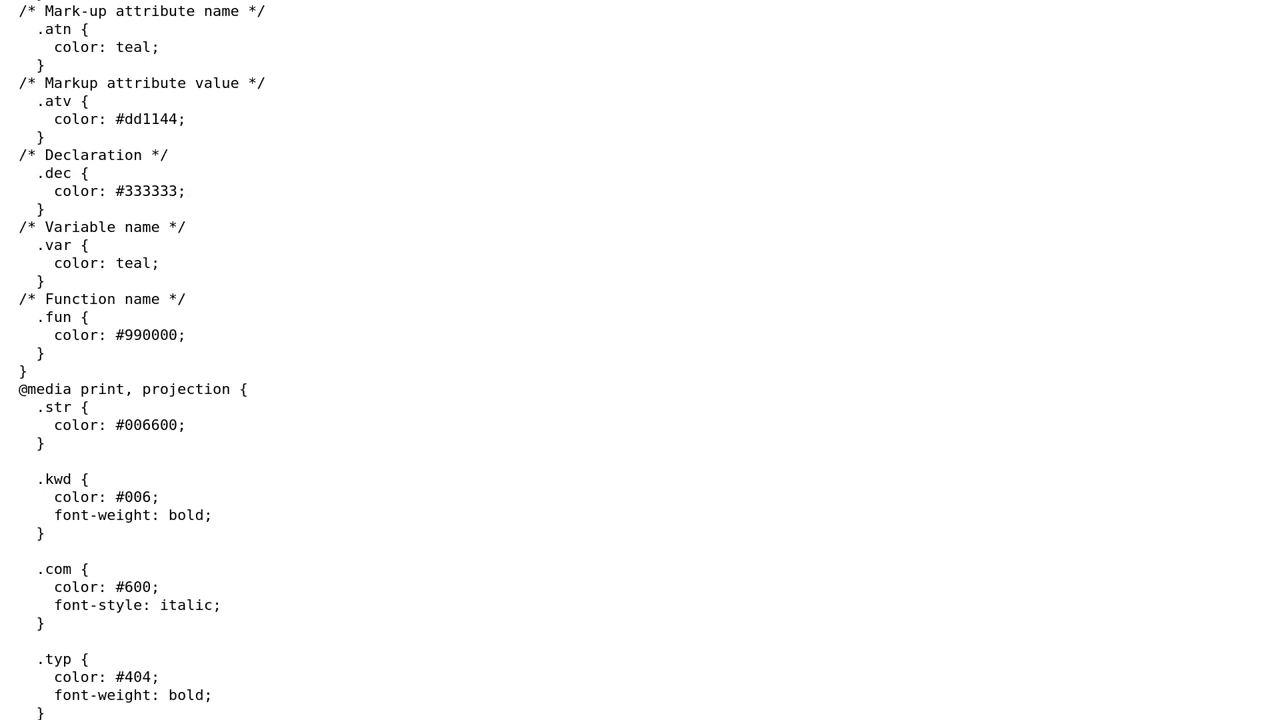 /* Mark-up attribute name */
  .atn {
    color: teal;
  }
/* Markup attribute value */
  .atv {
    color: #dd1144;
  }
/* Declaration */
  .dec {
    color: #333333;
  }
/* Variable name */
  .var {
    color: teal;
  }
/* Function name */
  .fun {
    color: #990000;
  }
}
@media print, projection {
  .str {
    color: #006600;
  }

  .kwd {
    color: #006;
    font-weight: bold;
  }

  .com {
    color: #600;
    font-style: italic;
  }

  .typ {
    color: #404;
    font-weight: bold;
  }